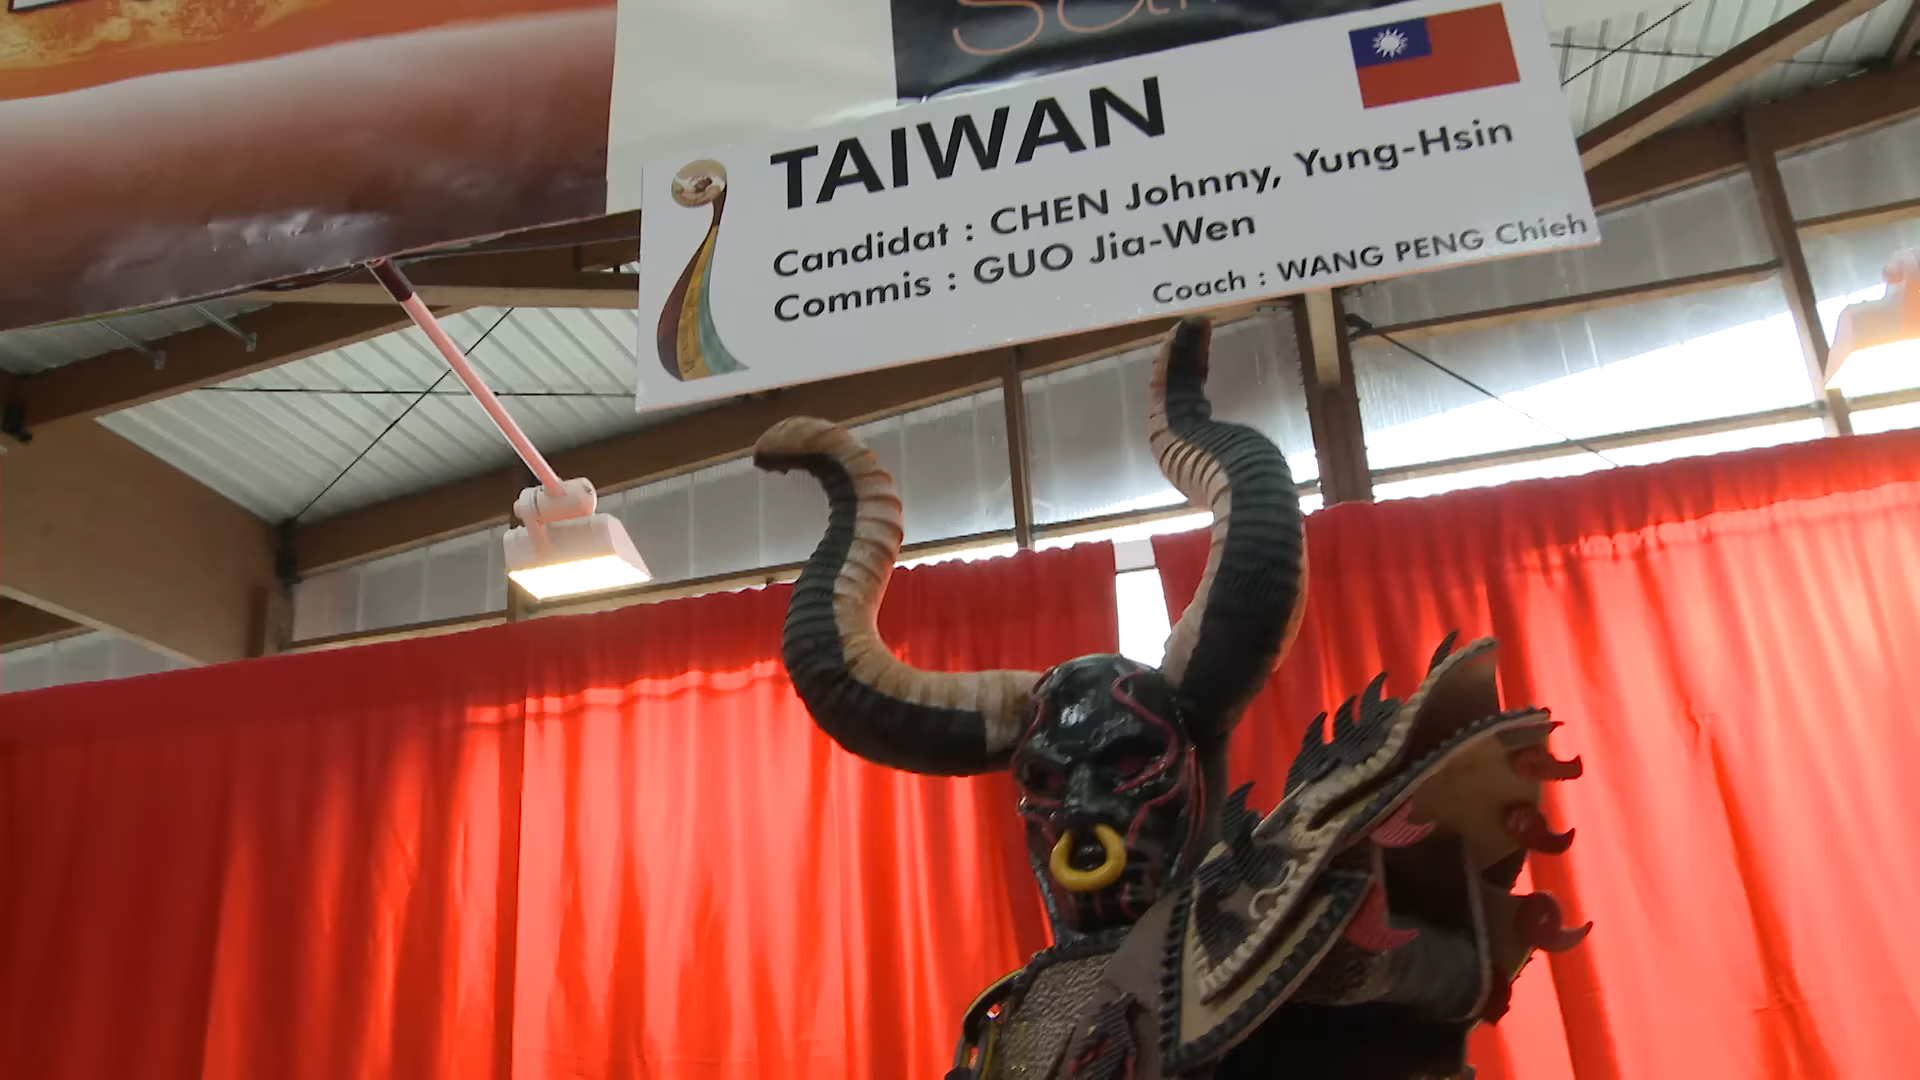 TAIWAN
Candidat : CHEN Johnny, Yung-Hsin
Commis : GUO Jia-Wen
Coach : WANG PENG Chieh